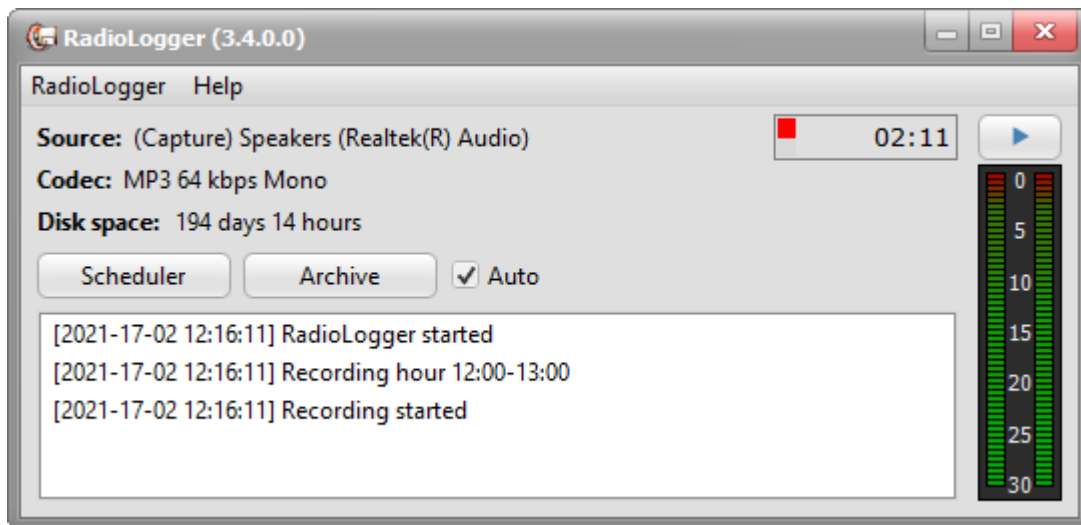 RadioLogger (3.4.0.0)
RadioLogger Help
Source: (Capture) Speakers (Realtek(R) Audio)
02:11
Codec: MP3 64 kbps Mono
Disk space: 194 days 14 hours
Scheduler Archive Auto
[2021-17-02 12:16:11] RadioLogger started
[2021-17-02 12:16:11] Recording hour 12:00-13:00
[2021-17-02 12:16:11] Recording started
0
5
10
15
20
25
30